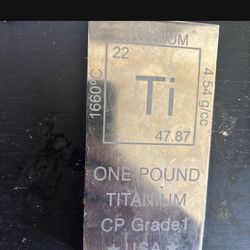 22
Ti
47.87
1660°C
4.54 g/cc
ONE POUND
TITANIUM
CP Grade1